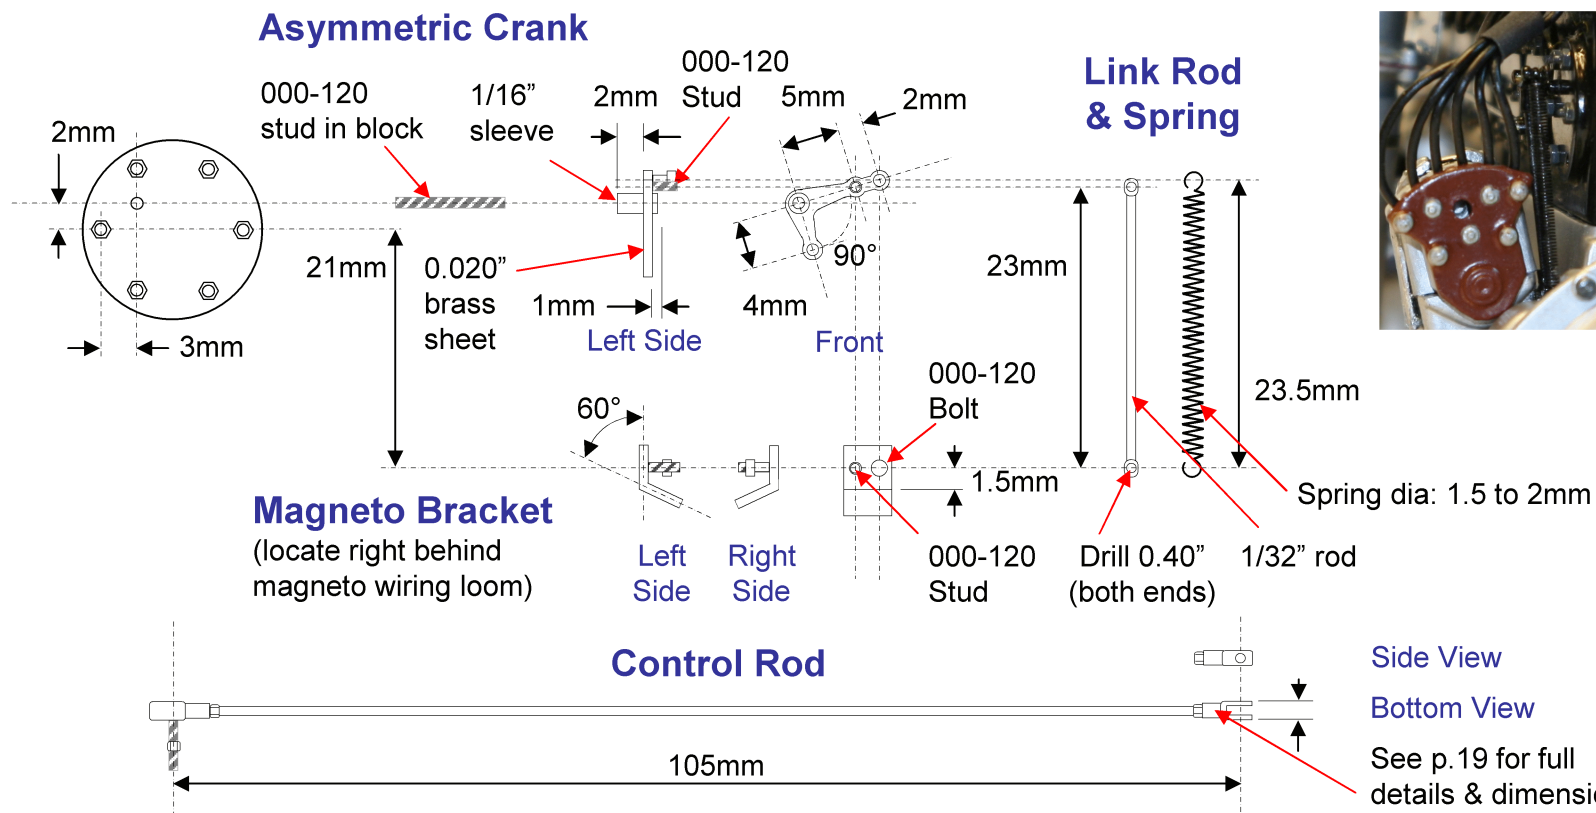 Asymmetric Crank
000-120
stud in block
1/16”
sleeve
2mm
000-120
Stud
5mm
2mm
Link Rod
& Spring
2mm
21mm
3mm
0.020”
brass
sheet
1mm
Left Side
90°
4mm
Front
23mm
23.5mm
60°
000-120
Bolt
1.5mm
Spring dia: 1.5 to 2mm
Magneto Bracket
(locate right behind
magneto wiring loom)
Left
Side
Right
Side
000-120
Stud
Drill 0.40”
(both ends)
1/32” rod
Control Rod
Side View
Bottom View
105mm
See p.19 for full
details & dimensi